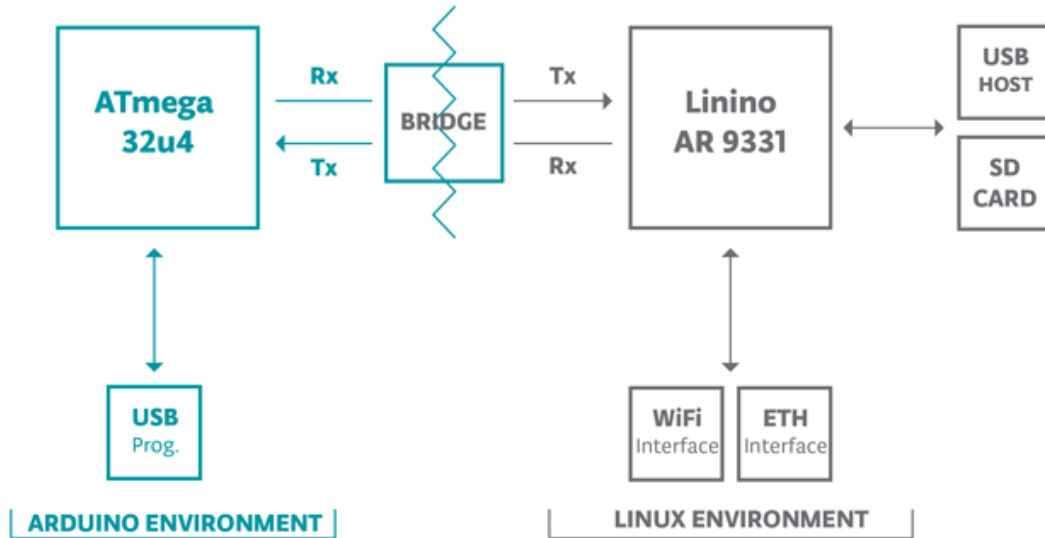 ATmega
32u4
Rx
Tx
BRIDGE
Tx
Rx
Linino
AR 9331
USB
HOST
SD
CARD
USB
Prog.
WiFi
Interface
ETH
Interface
ARDUINO ENVIRONMENT
LINUX ENVIRONMENT